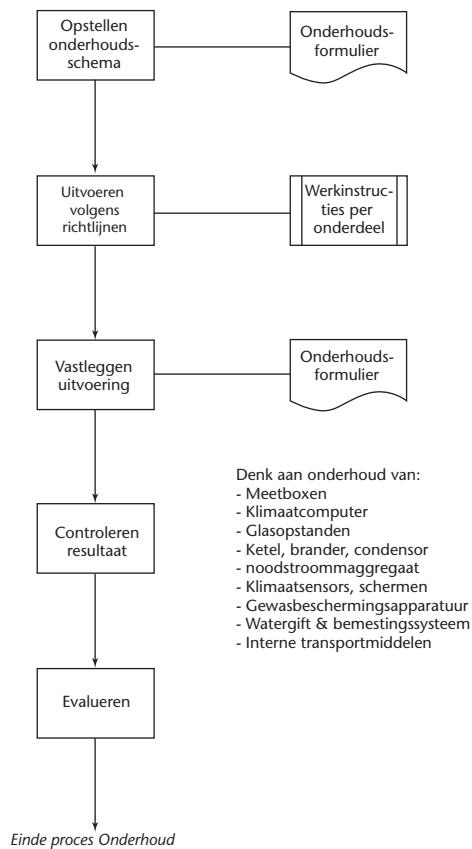 Opstellen
onderhouds-
schema
Onderhouds-
formulier
Uitvoeren
volgens
richtlijnen
Werkinstruc-
ties per
onderdeel
Vastleggen
uitvoering
Onderhouds-
formulier
Denk aan onderhoud van:
- Meetboxen
- Klimaatcomputer
- Glasopstanden
- Ketel, brander, condensor
- noodstroommaggregaat
- Klimaatsensors, schermen
- Gewasbeschermingsapparatuur
- Watergift & bemestingssysteem
- Interne transportmiddelen
Controleren
resultaat
Evalueren
Einde proces Onderhoud